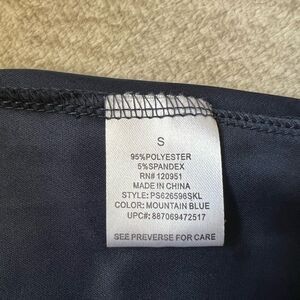 S
95%POLYESTER
5%SPANDEX
RN# 120951
MADE IN CHINA
STYLE: PS626596SKL
COLOR: MOUNTAIN BLUE
UPC#: 887069472517
SEE PREVERSE FOR CARE